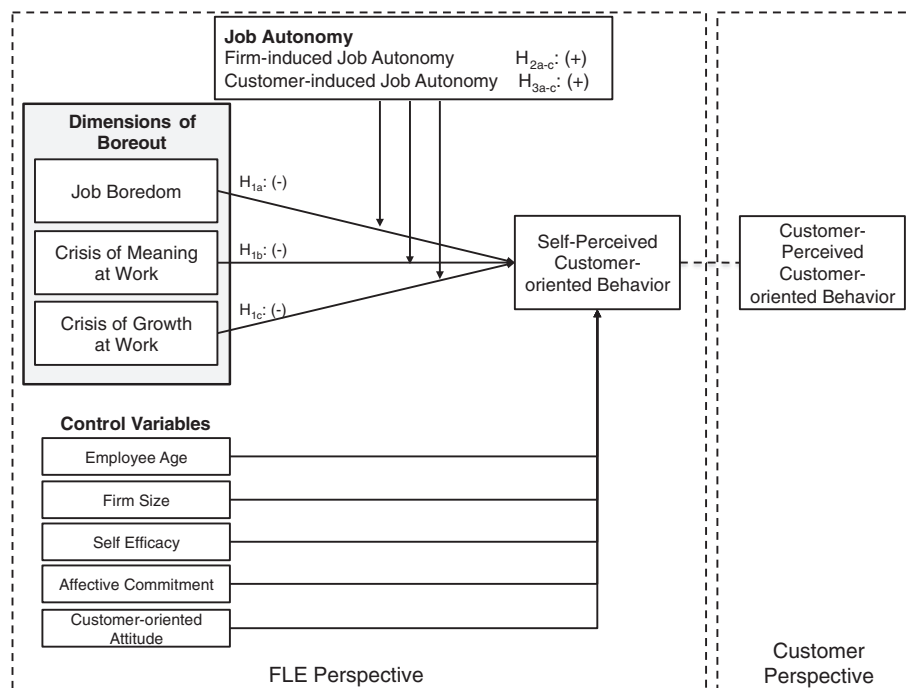 Job Autonomy
Firm-induced Job Autonomy H2a-c: (+)
Customer-induced Job Autonomy H3a-c: (+)
Dimensions of
Boreout
Job Boredom
H1a: (-)
Crisis of Meaning
at Work
H1b: (-)
Crisis of Growth
at Work
H1c: (-)
Self-Perceived
Customer-
oriented Behavior
Customer-
Perceived
Customer-
oriented Behavior
Control Variables
Employee Age
Firm Size
Self Efficacy
Affective Commitment
Customer-oriented
Attitude
FLE Perspective
Customer
Perspective